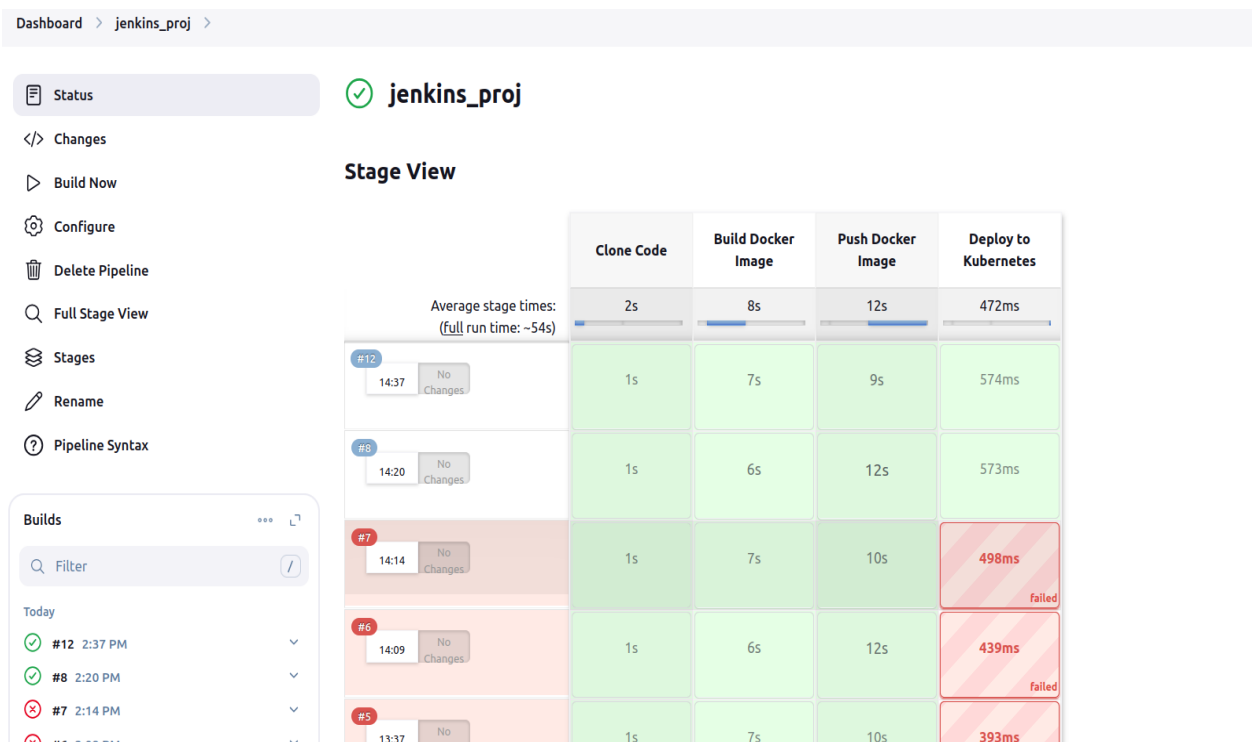 Dashboard > jenkins_proj >
Status
Changes
Build Now
Configure
Delete Pipeline
Full Stage View
Stages
Rename
Pipeline Syntax
Builds
Filter /
Today
#12 2:37 PM
#8 2:20 PM
#7 2:14 PM
jenkins_proj
Stage View
Clone Code
Build Docker
Image
Push Docker
Image
Deploy to
Kubernetes
Average stage times:
(full run time: ~54s)
2s 8s 12s 472ms
#12
14:37 No
Changes
1s 7s 9s 574ms
#8
14:20 No
Changes
1s 6s 12s 573ms
#7
14:14 No
Changes
1s 7s 10s 498ms
failed
#6
14:09 No
Changes
1s 6s 12s 439ms
failed
#5
13:37 No
1s 7s 10s 393ms